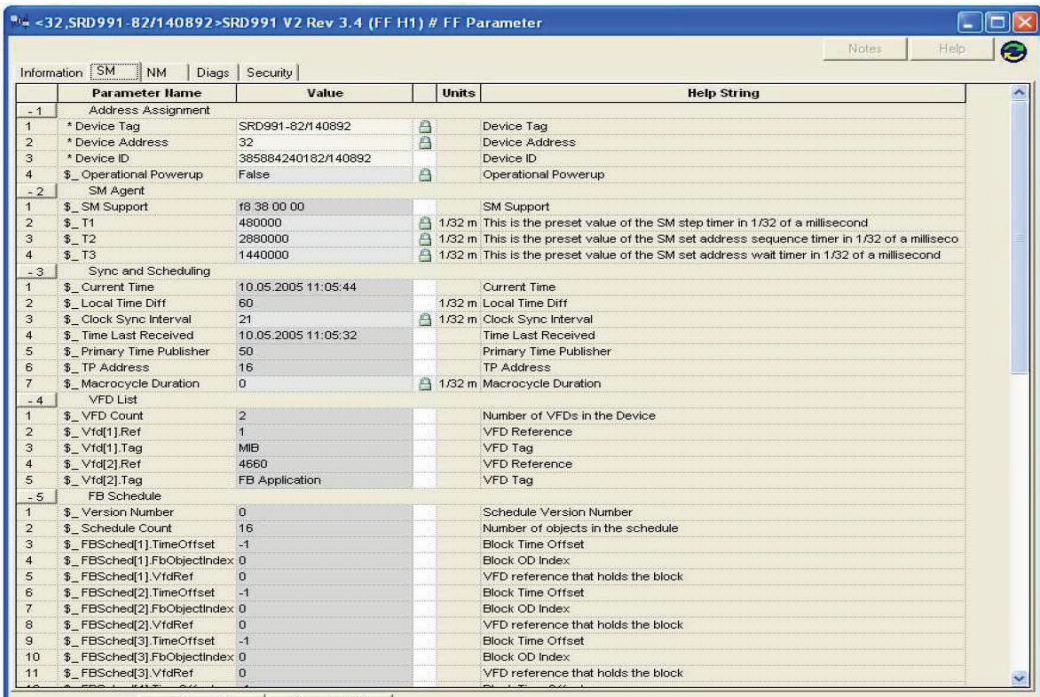 <32,SRD991-82/140892>SRD991 V2 Rev 3.4 (FF H1) # FF Parameter
Notes Help
Information SM NM Diags Security
Parameter Name Value Units Help String
- 1 Address Assignment
1 * Device Tag SRD991-82/140892 Device Tag
2 * Device Address 32 Device Address
3 * Device ID 385884240182/140892 Device ID
4 $_ Operational Powerup False Operational Powerup
- 2 SM Agent
1 $_ SM Support f8 38 00 00 SM Support
2 $_ T1 480000 1/32 m This is the preset value of the SM step timer in 1/32 of a millisecond
3 $_ T2 2880000 1/32 m This is the preset value of the SM set address sequence timer in 1/32 of a milliseco
4 $_ T3 1440000 1/32 m This is the preset value of the SM set address wait timer in 1/32 of a millisecond
- 3 Sync and Scheduling
1 $_ Current Time 10.05.2005 11:05:44 Current Time
2 $_ Local Time Diff 60 1/32 m Local Time Diff
3 $_ Clock Sync Interval 21 1/32 m Clock Sync Interval
4 $_ Time Last Received 10.05.2005 11:05:32 Time Last Received
5 $_ Primary Time Publisher 50 Primary Time Publisher
6 $_ TP Address 16 TP Address
7 $_ Macrocycle Duration 0 1/32 m Macrocycle Duration
- 4 VFD List
1 $_ VFD Count 2 Number of VFDs in the Device
2 $_ Vfd[1].Ref 1 VFD Reference
3 $_ Vfd[1].Tag MIB VFD Tag
4 $_ Vfd[2].Ref 4660 VFD Reference
5 $_ Vfd[2].Tag FB Application VFD Tag
- 5 FB Schedule
1 $_ Version Number 0 Schedule Version Number
2 $_ Schedule Count 16 Number of objects in the schedule
3 $_ FBSched[1].TimeOffset -1 Block Time Offset
4 $_ FBSched[1].FbObjectIndex 0 Block OD Index
5 $_ FBSched[1].VfdRef 0 VFD reference that holds the block
6 $_ FBSched[2].TimeOffset -1 Block Time Offset
7 $_ FBSched[2].FbObjectIndex 0 Block OD Index
8 $_ FBSched[2].VfdRef 0 VFD reference that holds the block
9 $_ FBSched[3].TimeOffset -1 Block Time Offset
10 $_ FBSched[3].FbObjectIndex 0 Block OD Index
11 $_ FBSched[3].VfdRef 0 VFD reference that holds the block